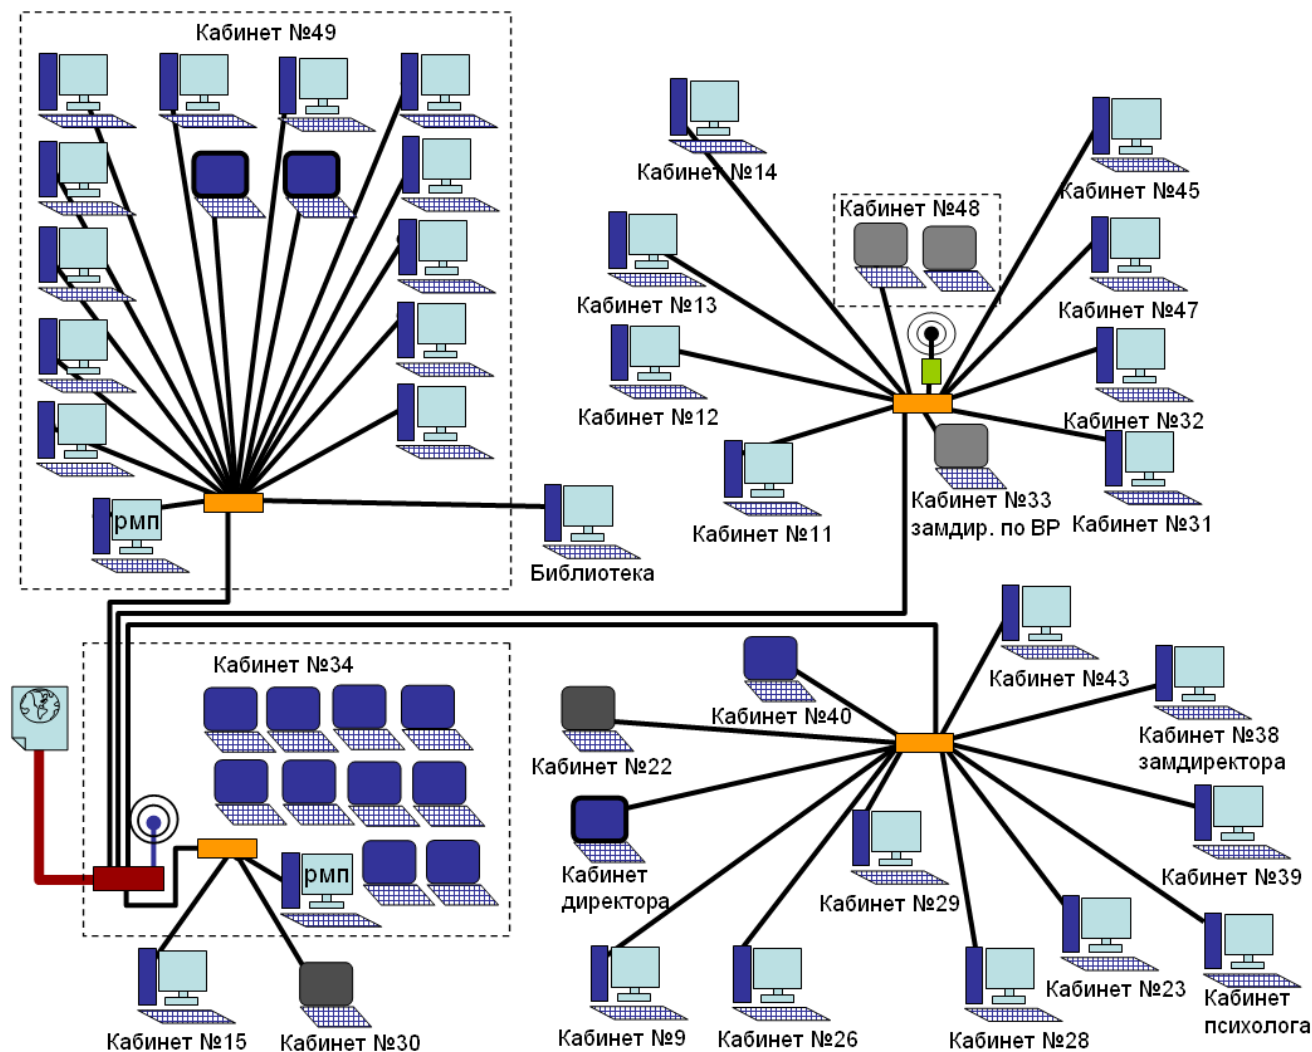 Кабинет №49
рмп
Библиотека
Кабинет №14
Кабинет №45
Кабинет №48
Кабинет №13
Кабинет №47
Кабинет №12
Кабинет №32
Кабинет №11
Кабинет №33
замдир. по ВР
Кабинет №31
Кабинет №34
рмп
Кабинет №15
Кабинет №30
Кабинет №43
Кабинет №40
Кабинет №38
замдиректора
Кабинет №22
Кабинет
директора
Кабинет №29
Кабинет №39
Кабинет №23
Кабинет
психолога
Кабинет №9
Кабинет №26
Кабинет №28